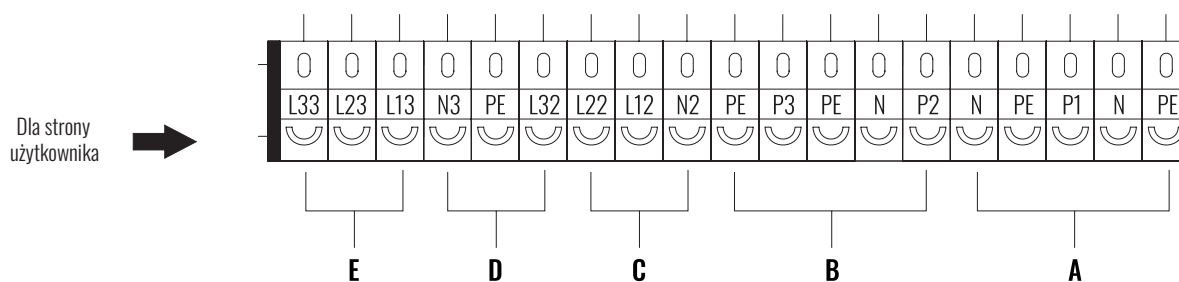 L33 L23 L13 N3 PE L32 L22 L12 N2 PE P3 PE N P2 N PE P1 N PE
Dla strony
użytkownika
E D C B A